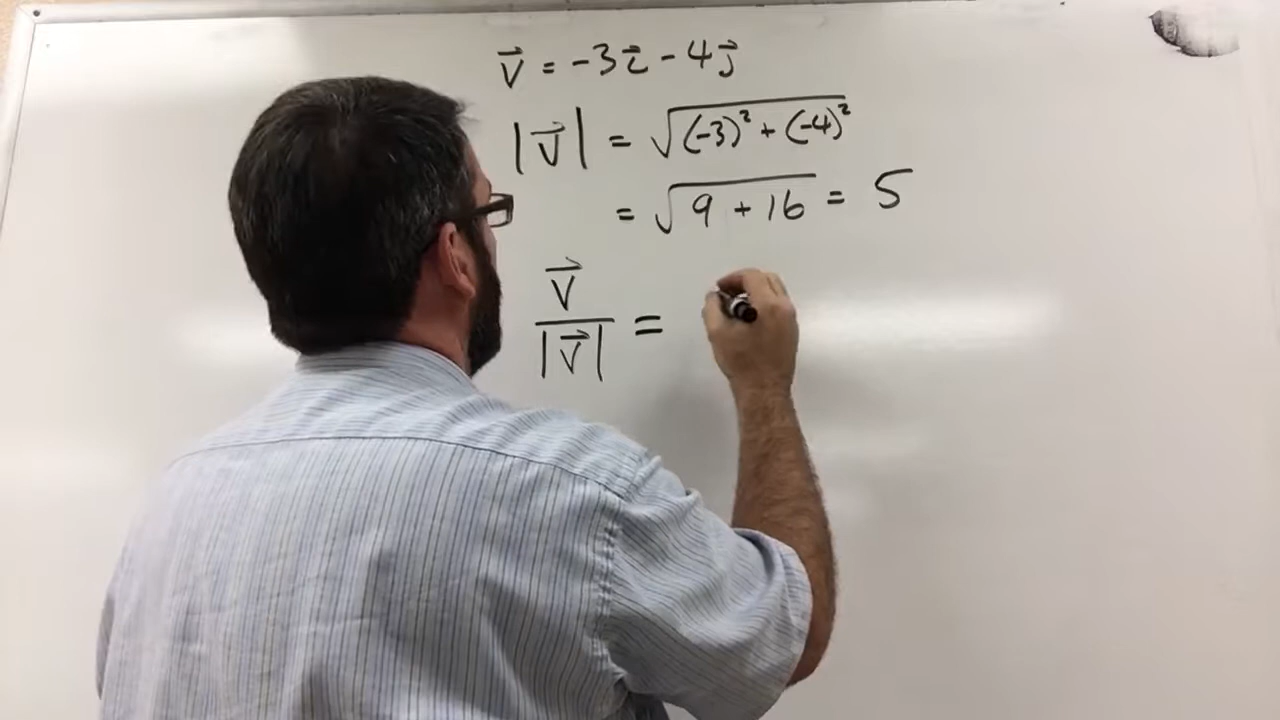 v⃗ = -3i⃗ - 4j⃗
|v⃗| = √((-3)² + (-4)²)
= √(9 + 16) = 5
v⃗/|v⃗| =